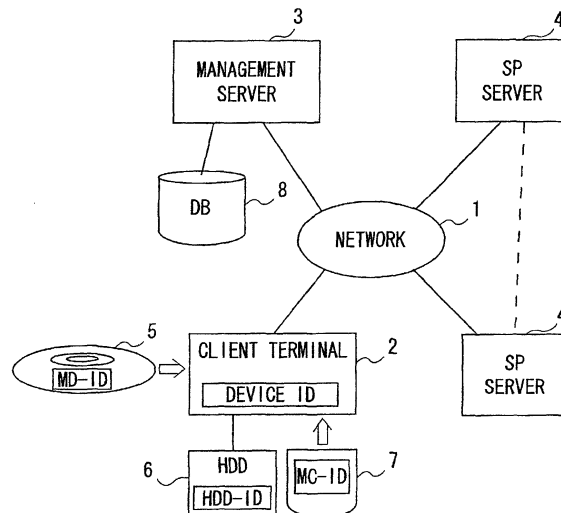 3
MANAGEMENT
SERVER
4
SP
SERVER
8
DB
1
NETWORK
5
MD-ID
CLIENT TERMINAL
2
DEVICE ID
4
SP
SERVER
6
HDD
HDD-ID
7
MC-ID